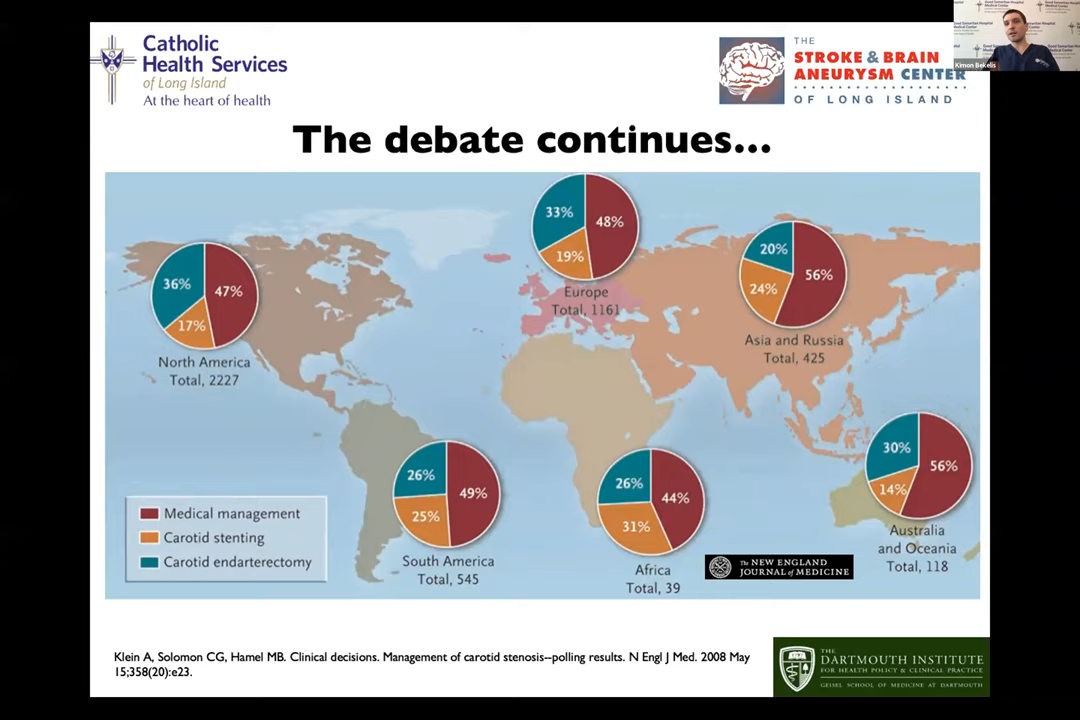 Catholic
Health Services
of Long Island
At the heart of health
THE
STROKE & BRAIN
ANEURYSM CENTER
OF LONG ISLAND
Kimon Bekelis
The debate continues...
36%
47%
17%
North America
Total, 2227
33%
48%
19%
Europe
Total, 1161
20%
56%
24%
Asia and Russia
Total, 425
26%
49%
25%
South America
Total, 545
26%
44%
31%
Africa
Total, 39
30%
56%
14%
Australia
and Oceania
Total, 118
Medical management
Carotid stenting
Carotid endarterectomy
The NEW ENGLAND
JOURNAL of MEDICINE
Klein A, Solomon CG, Hamel MB. Clinical decisions. Management of carotid stenosis--polling results. N Engl J Med. 2008 May
15;358(20):e23.
THE
DARTMOUTH INSTITUTE
FOR HEALTH POLICY & CLINICAL PRACTICE
GEISEL SCHOOL OF MEDICINE AT DARTMOUTH